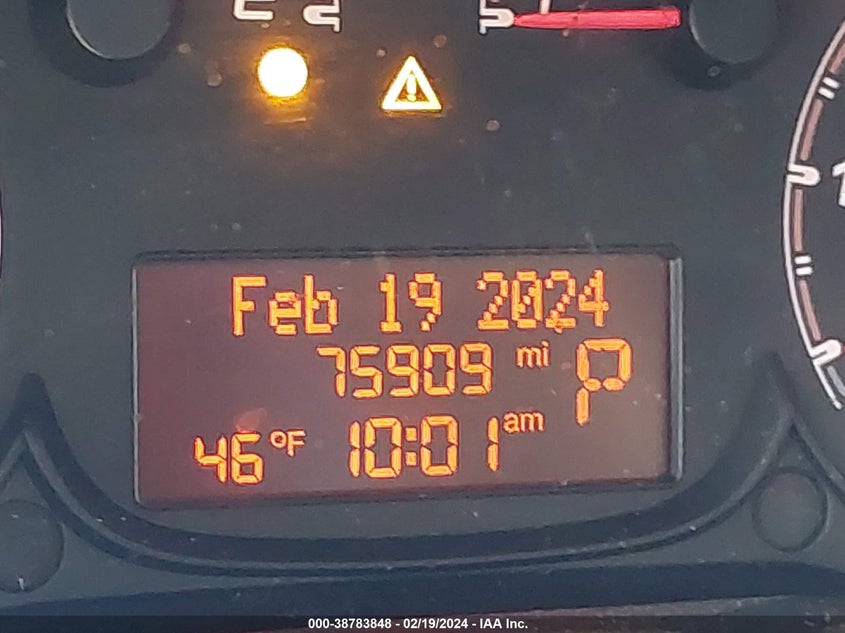 Feb 19 2024
75909 mi P
46°F 10:01 am
000-38783848 - 02/19/2024 - IAA Inc.